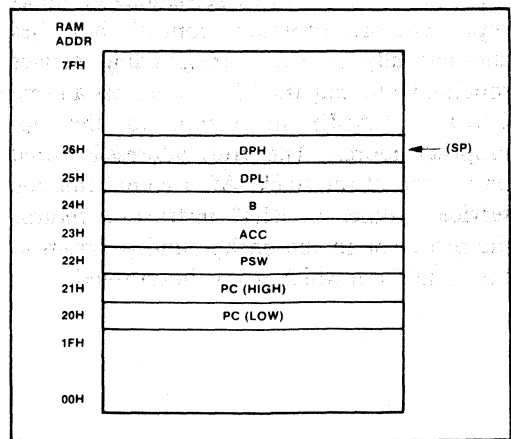 RAM
ADDR
7FH
26H DPH (SP)
25H DPL
24H B
23H ACC
22H PSW
21H PC (HIGH)
20H PC (LOW)
1FH
00H